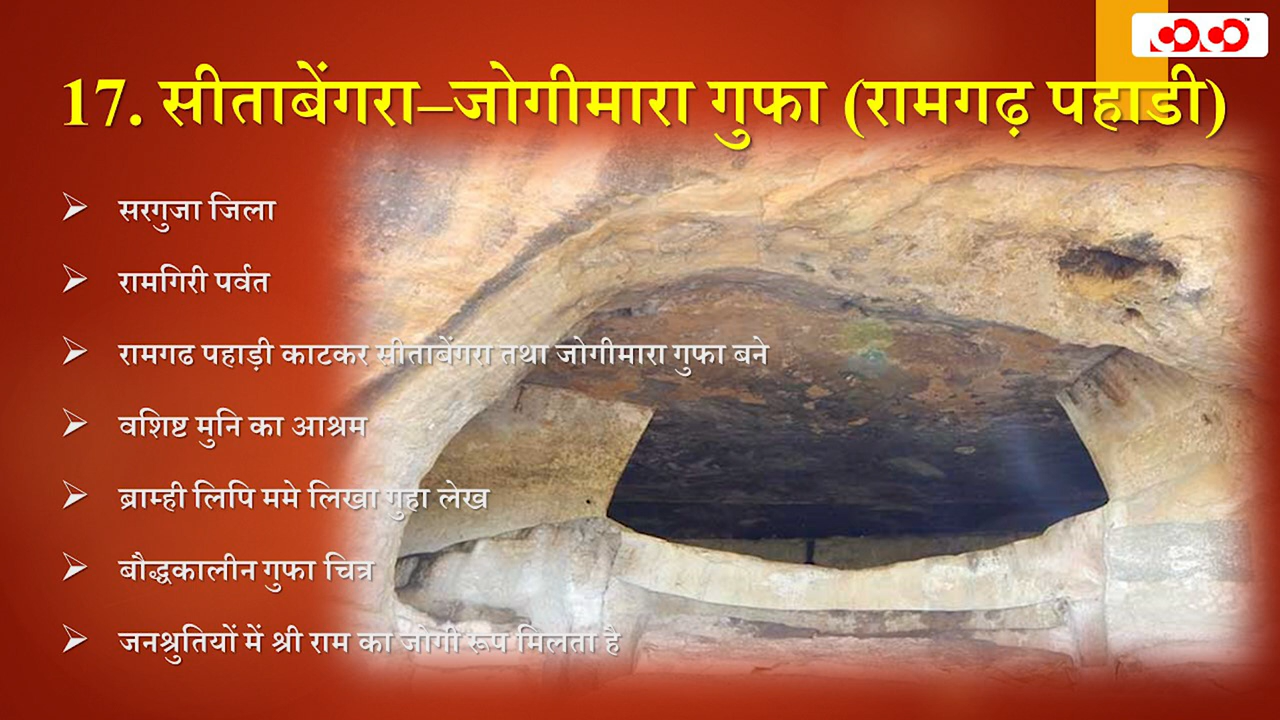 17. सीताबेंगरा–जोगीमारा गुफा (रामगढ़ पहाडी)
सरगुजा जिला
रामगिरी पर्वत
रामगढ पहाड़ी काटकर सीताबेंगरा तथा जोगीमारा गुफा बने
वशिष्ट मुनि का आश्रम
ब्राम्ही लिपि ममे लिखा गुहा लेख
बौद्धकालीन गुफा चित्र
जनश्रुतियों में श्री राम का जोगी रूप मिलता है